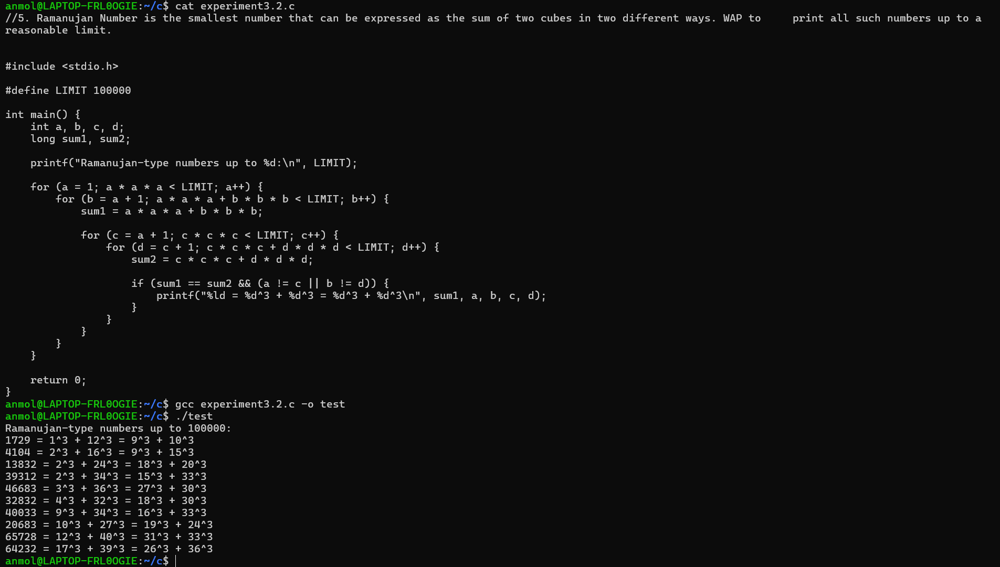 anmol@LAPTOP-FRL0OGIE:~/c$ cat experiment3.2.c
//5. Ramanujan Number is the smallest number that can be expressed as the sum of two cubes in two different ways. WAP to     print all such numbers up to a
reasonable limit.
#include <stdio.h>
#define LIMIT 100000
int main() {
    int a, b, c, d;
    long sum1, sum2;
    printf("Ramanujan-type numbers up to %d:\n", LIMIT);
    for (a = 1; a * a * a < LIMIT; a++) {
        for (b = a + 1; a * a * a + b * b * b < LIMIT; b++) {
            sum1 = a * a * a + b * b * b;
            for (c = a + 1; c * c * c < LIMIT; c++) {
                for (d = c + 1; c * c * c + d * d * d < LIMIT; d++) {
                    sum2 = c * c * c + d * d * d;
                    if (sum1 == sum2 && (a != c || b != d)) {
                        printf("%ld = %d^3 + %d^3 = %d^3 + %d^3\n", sum1, a, b, c, d);
                    }
                }
            }
        }
    }
    return 0;
}
anmol@LAPTOP-FRL0OGIE:~/c$ gcc experiment3.2.c -o test
anmol@LAPTOP-FRL0OGIE:~/c$ ./test
Ramanujan-type numbers up to 100000:
1729 = 1^3 + 12^3 = 9^3 + 10^3
4104 = 2^3 + 16^3 = 9^3 + 15^3
13832 = 2^3 + 24^3 = 18^3 + 20^3
39312 = 2^3 + 34^3 = 15^3 + 33^3
46683 = 3^3 + 36^3 = 27^3 + 30^3
32832 = 4^3 + 32^3 = 18^3 + 30^3
40033 = 9^3 + 34^3 = 16^3 + 33^3
20683 = 10^3 + 27^3 = 19^3 + 24^3
65728 = 12^3 + 40^3 = 31^3 + 33^3
64232 = 17^3 + 39^3 = 26^3 + 36^3
anmol@LAPTOP-FRL0OGIE:~/c$